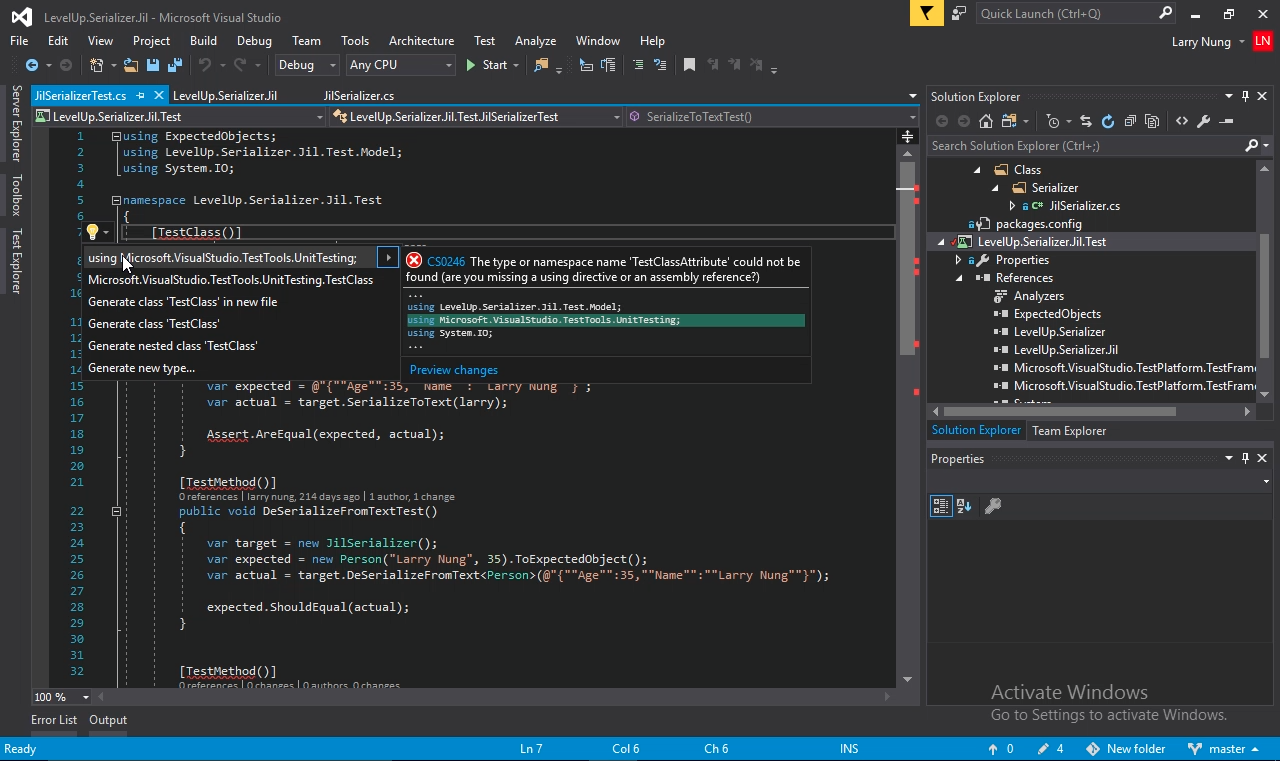 LevelUp.Serializer.Jil - Microsoft Visual Studio
Quick Launch (Ctrl+Q)
File Edit View Project Build Debug Team Tools Architecture Test Analyze Window Help
Larry Nung LN
Debug Any CPU Start
Server Explorer
Toolbox
Test Explorer
JilSerializerTest.cs LevelUp.Serializer.Jil JilSerializer.cs
LevelUp.Serializer.Jil.Test LevelUp.Serializer.Jil.Test.JilSerializerTest SerializeToTextTest()
1 using ExpectedObjects;
2 using LevelUp.Serializer.Jil.Test.Model;
3 using System.IO;
4
5 namespace LevelUp.Serializer.Jil.Test
6 {
7 [TestClass()]
using Microsoft.VisualStudio.TestTools.UnitTesting;
Microsoft.VisualStudio.TestTools.UnitTesting.TestClass
Generate class 'TestClass' in new file
Generate class 'TestClass'
Generate nested class 'TestClass'
Generate new type...
CS0246 The type or namespace name 'TestClassAttribute' could not be
found (are you missing a using directive or an assembly reference?)
...
using LevelUp.Serializer.Jil.Test.Model;
using Microsoft.VisualStudio.TestTools.UnitTesting;
using System.IO;
...
Preview changes
15 var expected = @"{""Age"":35, Name : Larry Nung } ;
16 var actual = target.SerializeToText(larry);
17
18 Assert.AreEqual(expected, actual);
19 }
20
21 [TestMethod()]
0 references | larry nung, 214 days ago | 1 author, 1 change
22 public void DeSerializeFromTextTest()
23 {
24 var target = new JilSerializer();
25 var expected = new Person("Larry Nung", 35).ToExpectedObject();
26 var actual = target.DeSerializeFromText<Person>(@"{""Age"":35,""Name"":""Larry Nung""}");
27
28 expected.ShouldEqual(actual);
29 }
30
31
32 [TestMethod()]
0 references | 0 changes | 0 authors, 0 changes
100 %
Error List Output
Solution Explorer
Search Solution Explorer (Ctrl+;)
Class
Serializer
C# JilSerializer.cs
packages.config
LevelUp.Serializer.Jil.Test
Properties
References
Analyzers
ExpectedObjects
LevelUp.Serializer
LevelUp.Serializer.Jil
Microsoft.VisualStudio.TestPlatform.TestFram
Microsoft.VisualStudio.TestPlatform.TestFram
System
Solution Explorer Team Explorer
Properties
Activate Windows
Go to Settings to activate Windows.
Ready Ln 7 Col 6 Ch 6 INS 0 4 New folder master